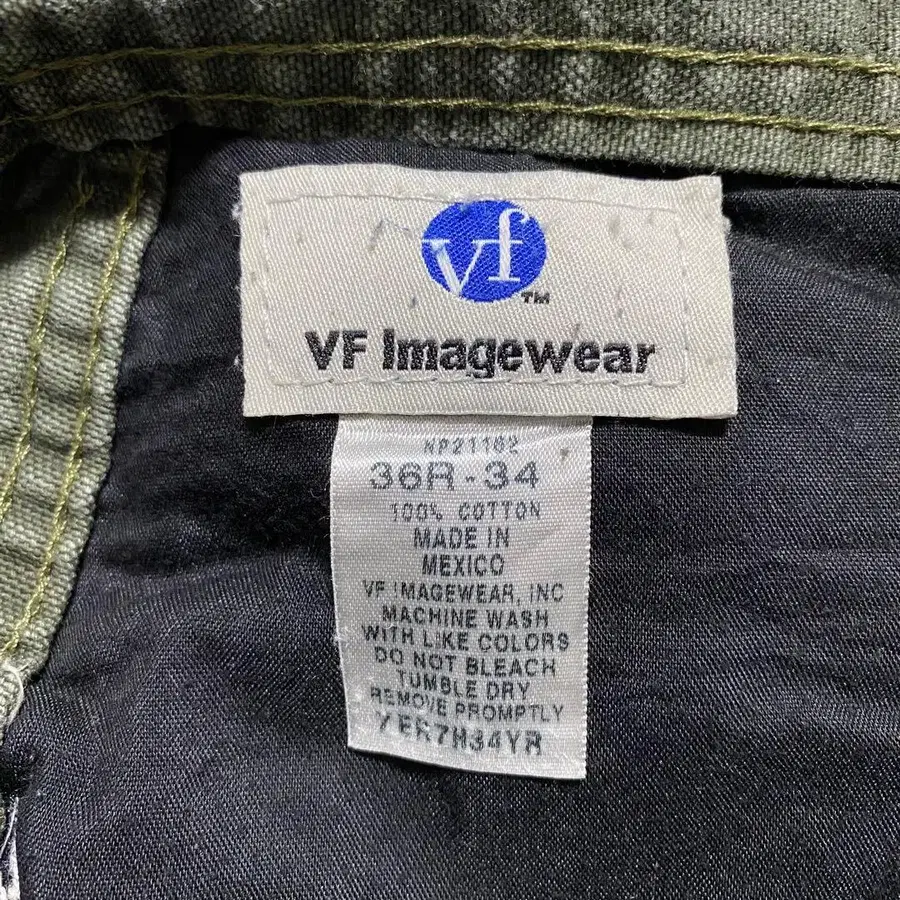 vf
TM
VF Imagewear
NP21162
36R-34
100% COTTON
MADE IN
MEXICO
VF IMAGEWEAR, INC
MACHINE WASH
WITH LIKE COLORS
DO NOT BLEACH
TUMBLE DRY
REMOVE PROMPTLY